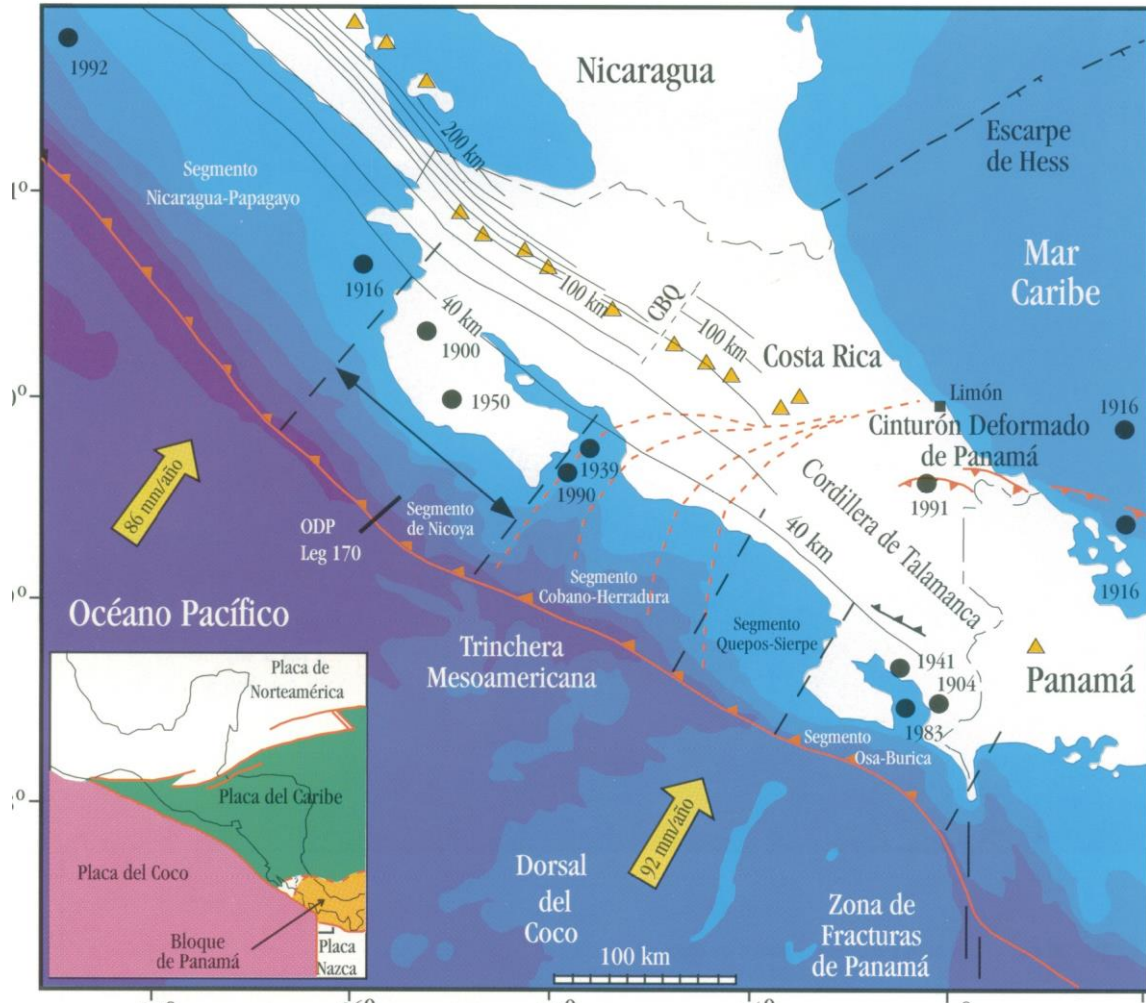 1992
Nicaragua
200 km
Segmento
Nicaragua-Papagayo
Escarpe
de Hess
1º
Mar
Caribe
1916
100 km
CBQ
40 km
100 km
1900
Costa Rica
1950
Limón
0º
1916
Cinturón Deformado
de Panamá
1939
1990
86 mm/año
1991
ODP
Leg 170
Segmento
de Nicoya
Cordillera de Talamanca
40 km
1916
Segmento
Cobano-Herradura
Océano Pacífico
Segmento
Quepos-Sierpe
Trinchera
Mesoamericana
1941
1904
Panamá
1983
Segmento
Osa-Burica
Placa de
Norteamérica
Placa del Caribe
Placa del Coco
Bloque
de Panamá
Placa
Nazca
92 mm/año
Dorsal
del
Coco
Zona de
Fracturas
de Panamá
100 km